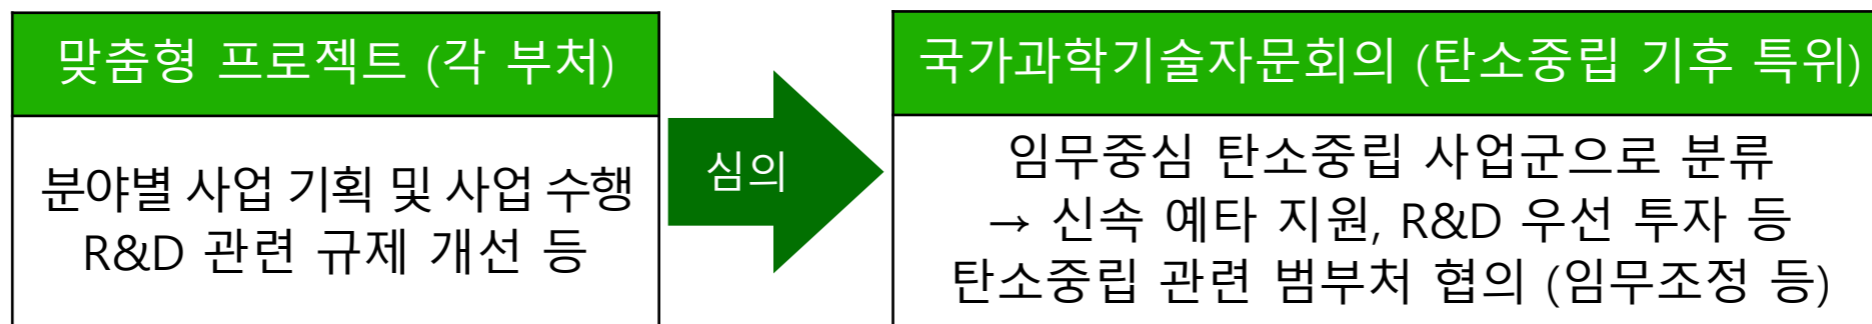 맞춤형 프로젝트 (각 부처)
분야별 사업 기획 및 사업 수행
R&D 관련 규제 개선 등
심의
국가과학기술자문회의 (탄소중립 기후 특위)
임무중심 탄소중립 사업군으로 분류
→ 신속 예타 지원, R&D 우선 투자 등
탄소중립 관련 범부처 협의 (임무조정 등)